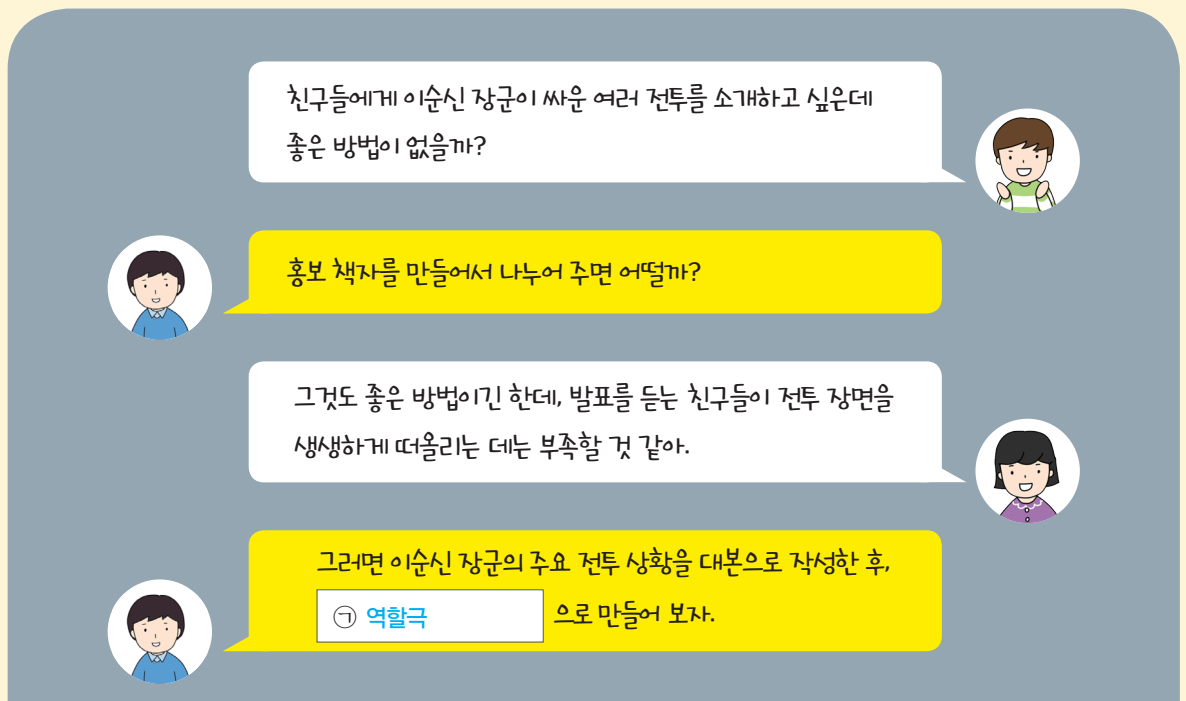 친구들에게 이순신 장군이 싸운 여러 전투를 소개하고 싶은데
좋은 방법이 없을까?
홍보 책자를 만들어서 나누어 주면 어떨까?
그것도 좋은 방법이긴 한데, 발표를 듣는 친구들이 전투 장면을
생생하게 떠올리는 데는 부족할 것 같아.
그러면 이순신 장군의 주요 전투 상황을 대본으로 작성한 후,
㉠ 역할극 으로 만들어 보자.